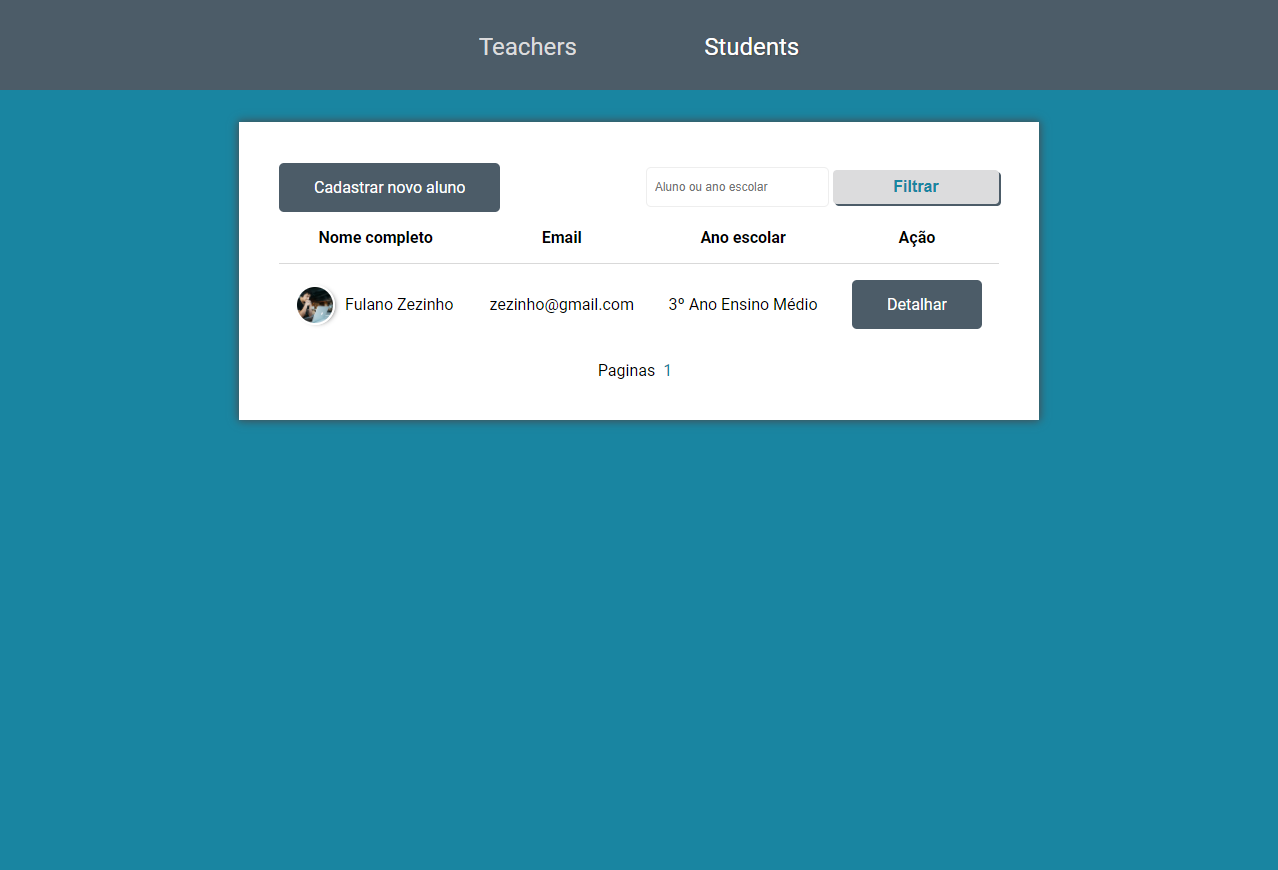 Teachers Students
Cadastrar novo aluno Aluno ou ano escolar Filtrar
Nome completo Email Ano escolar Ação
Fulano Zezinho zezinho@gmail.com 3º Ano Ensino Médio Detalhar
Paginas 1